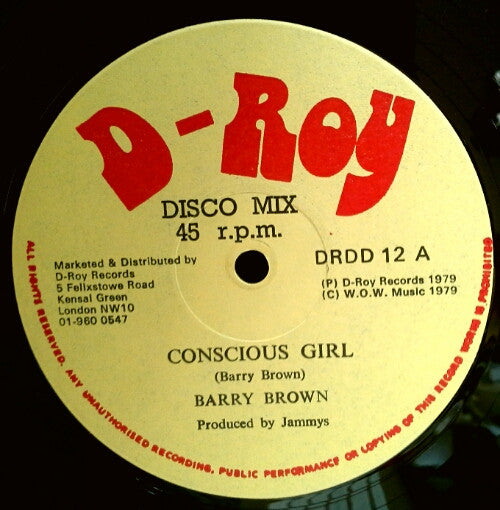 D-Roy
DISCO MIX
45 r.p.m.
DRDD 12 A
Marketed & Distributed by
D-Roy Records
5 Felixstowe Road
Kensal Green
London NW10
01-960 0547
(P) D-Roy Records 1979
(C) W.O.W. Music 1979
CONSCIOUS GIRL
(Barry Brown)
BARRY BROWN
Produced by Jammys
ALL RIGHTS RESERVED. ANY UNAUTHORISED RECORDING, PUBLIC PERFORMANCE OR COPYING OF THIS RECORD WORKS IS PROHIBITED